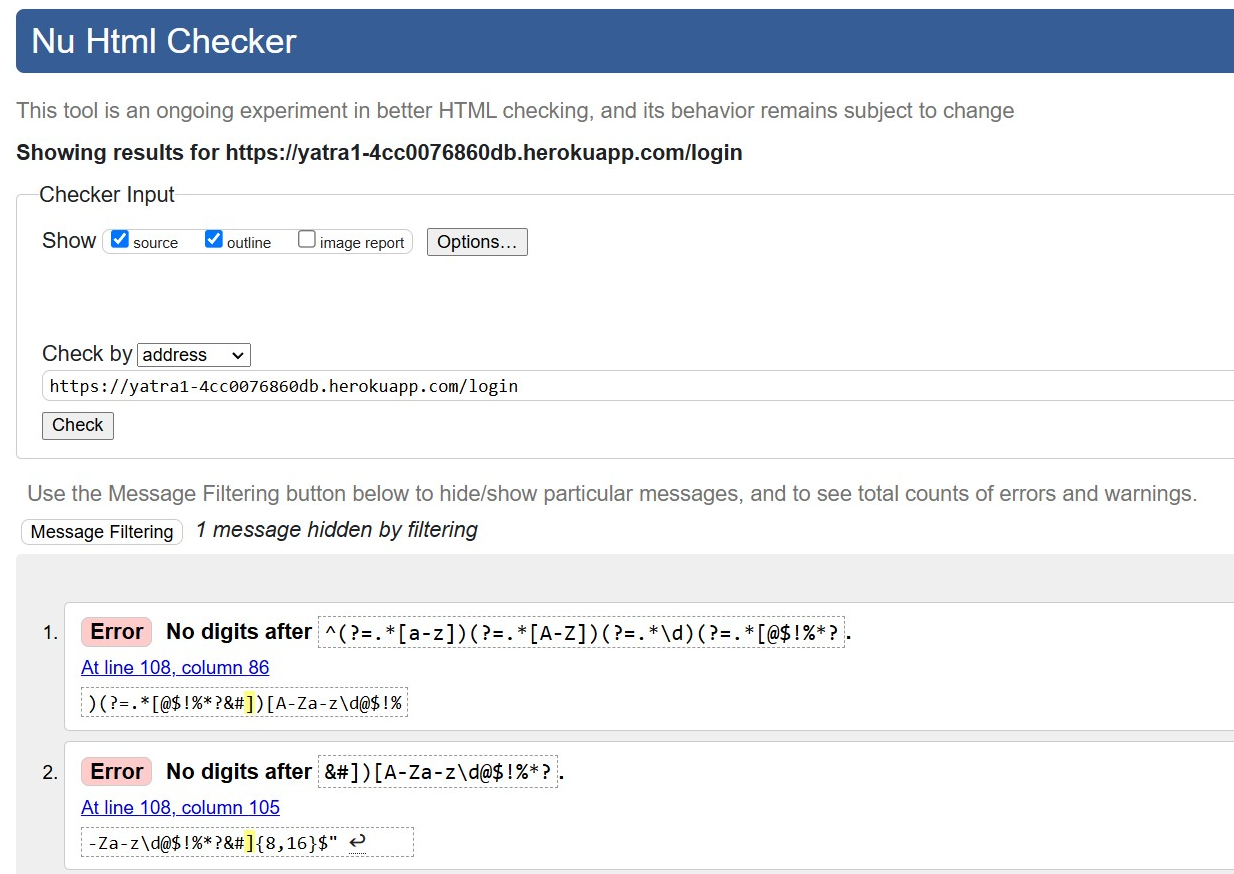 Nu Html Checker
This tool is an ongoing experiment in better HTML checking, and its behavior remains subject to change
Showing results for https://yatra1-4cc0076860db.herokuapp.com/login
Checker Input
Show source outline image report Options...
Check by address
https://yatra1-4cc0076860db.herokuapp.com/login
Check
Use the Message Filtering button below to hide/show particular messages, and to see total counts of errors and warnings.
Message Filtering 1 message hidden by filtering
1. Error No digits after ^(?=.*[a-z])(?=.*[A-Z])(?=.*\d)(?=.*[@$!%*? .
At line 108, column 86
)(?=.*[@$!%*?&#])[A-Za-z\d@$!%
2. Error No digits after &#])[A-Za-z\d@$!%*? .
At line 108, column 105
-Za-z\d@$!%*?&#]{8,16}$" ↩